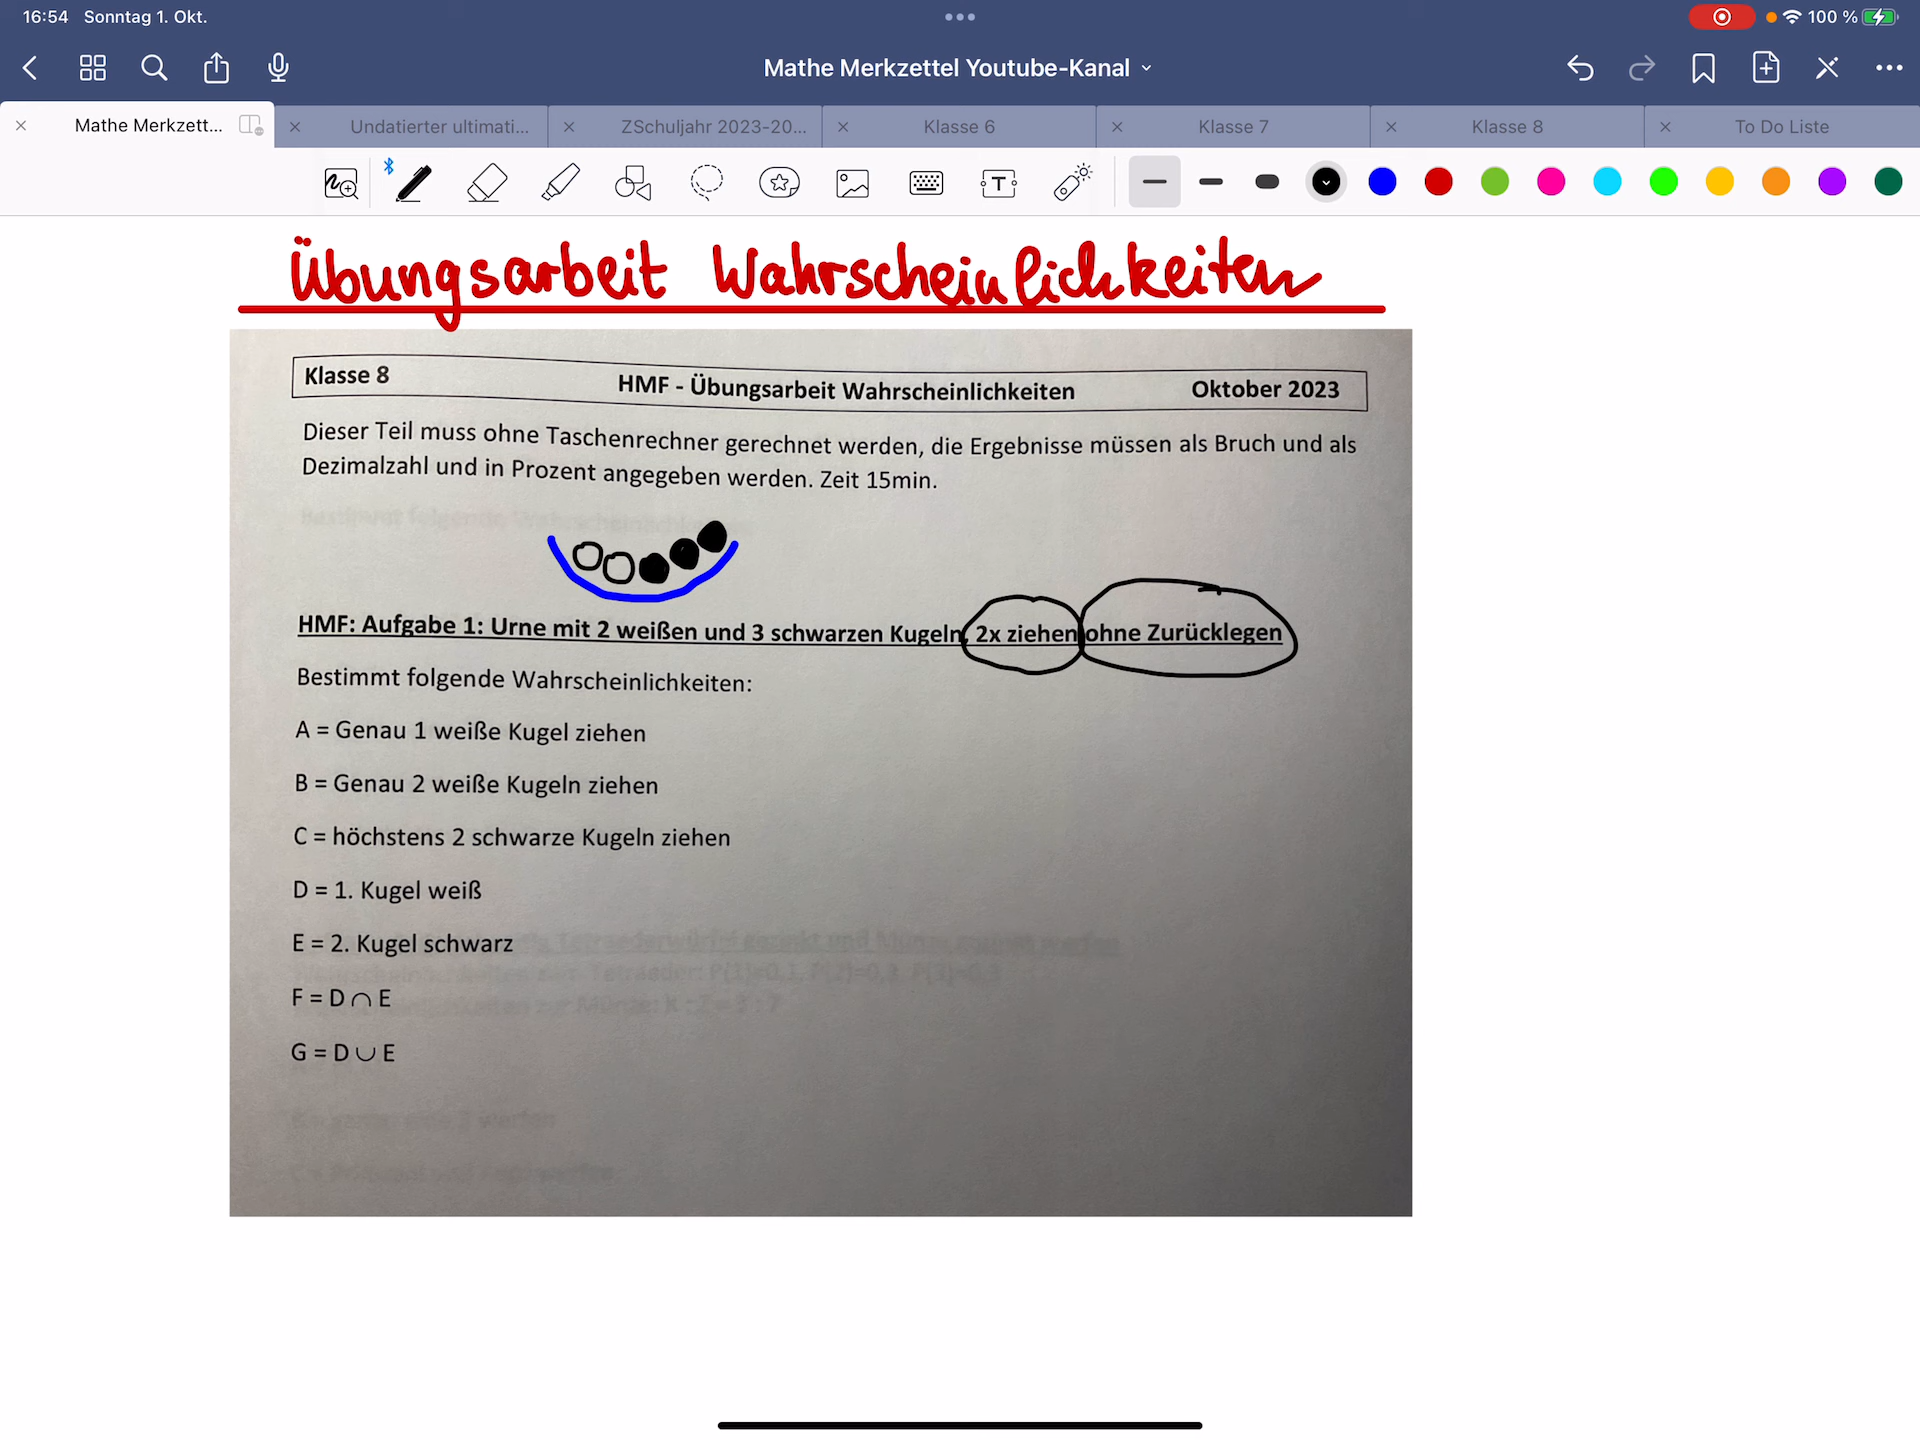 16:54 Sonntag 1. Okt.
100 %
Mathe Merkzettel Youtube-Kanal
Mathe Merkzett...
Undatierter ultimati...
ZSchuljahr 2023-20...
Klasse 6
Klasse 7
Klasse 8
To Do Liste
Übungsarbeit Wahrscheinlichkeiten
Klasse 8 HMF - Übungsarbeit Wahrscheinlichkeiten Oktober 2023
Dieser Teil muss ohne Taschenrechner gerechnet werden, die Ergebnisse müssen als Bruch und als
Dezimalzahl und in Prozent angegeben werden. Zeit 15min.
HMF: Aufgabe 1: Urne mit 2 weißen und 3 schwarzen Kugeln, 2x ziehen ohne Zurücklegen
Bestimmt folgende Wahrscheinlichkeiten:
A = Genau 1 weiße Kugel ziehen
B = Genau 2 weiße Kugeln ziehen
C = höchstens 2 schwarze Kugeln ziehen
D = 1. Kugel weiß
E = 2. Kugel schwarz
F = D ∩ E
G = D ∪ E